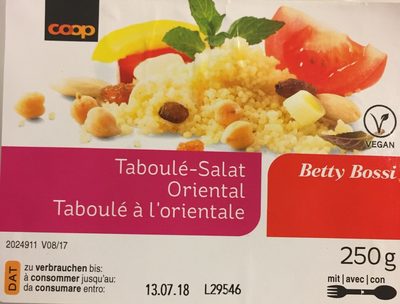 coop
VEGAN
Taboulé-Salat
Oriental
Taboulé à l'orientale
Betty Bossi
2024911 V08/17
250 g
DAT
zu verbrauchen bis:
à consommer jusqu'au:
da consumare entro:
13.07.18 L29546
mit | avec | con